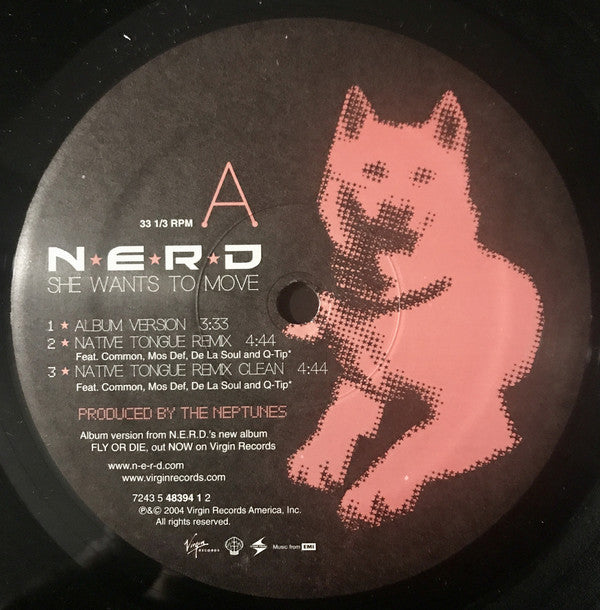 A
33 1/3 RPM
N★E★R★D
SHE WANTS TO MOVE
1 ★ ALBUM VERSION 3:33
2 ★ NATIVE TONGUE REMIX 4:44
Feat. Common, Mos Def, De La Soul and Q-Tip*
3 ★ NATIVE TONGUE REMIX CLEAN 4:44
Feat. Common, Mos Def, De La Soul and Q-Tip*
PRODUCED BY THE NEPTUNES
Album version from N.E.R.D.'s new album
FLY OR DIE, out NOW on Virgin Records
www.n-e-r-d.com
www.virginrecords.com
7243 5 48394 1 2
℗&© 2004 Virgin Records America, Inc.
All rights reserved.
Virgin RECORDS Music from EMI